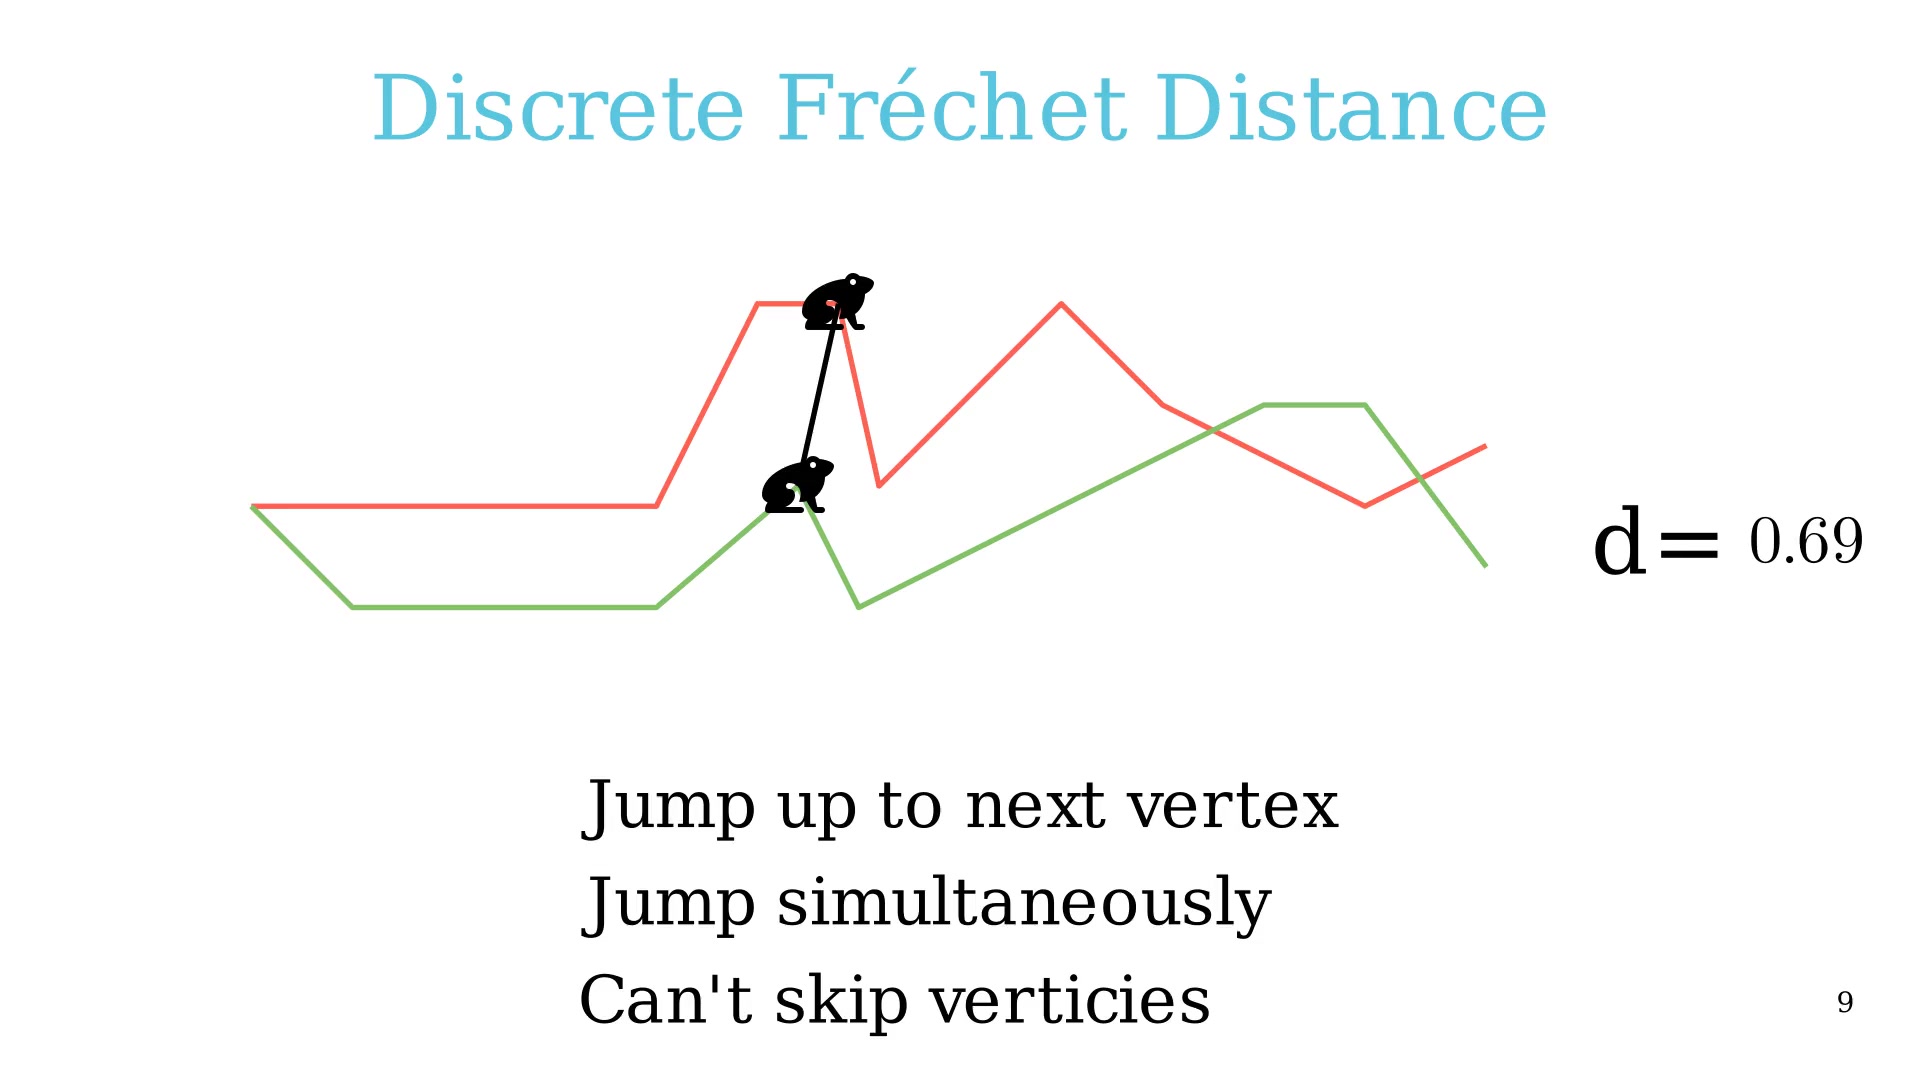 Discrete Fréchet Distance
d= 0.69
Jump up to next vertex
Jump simultaneously
Can't skip verticies
9